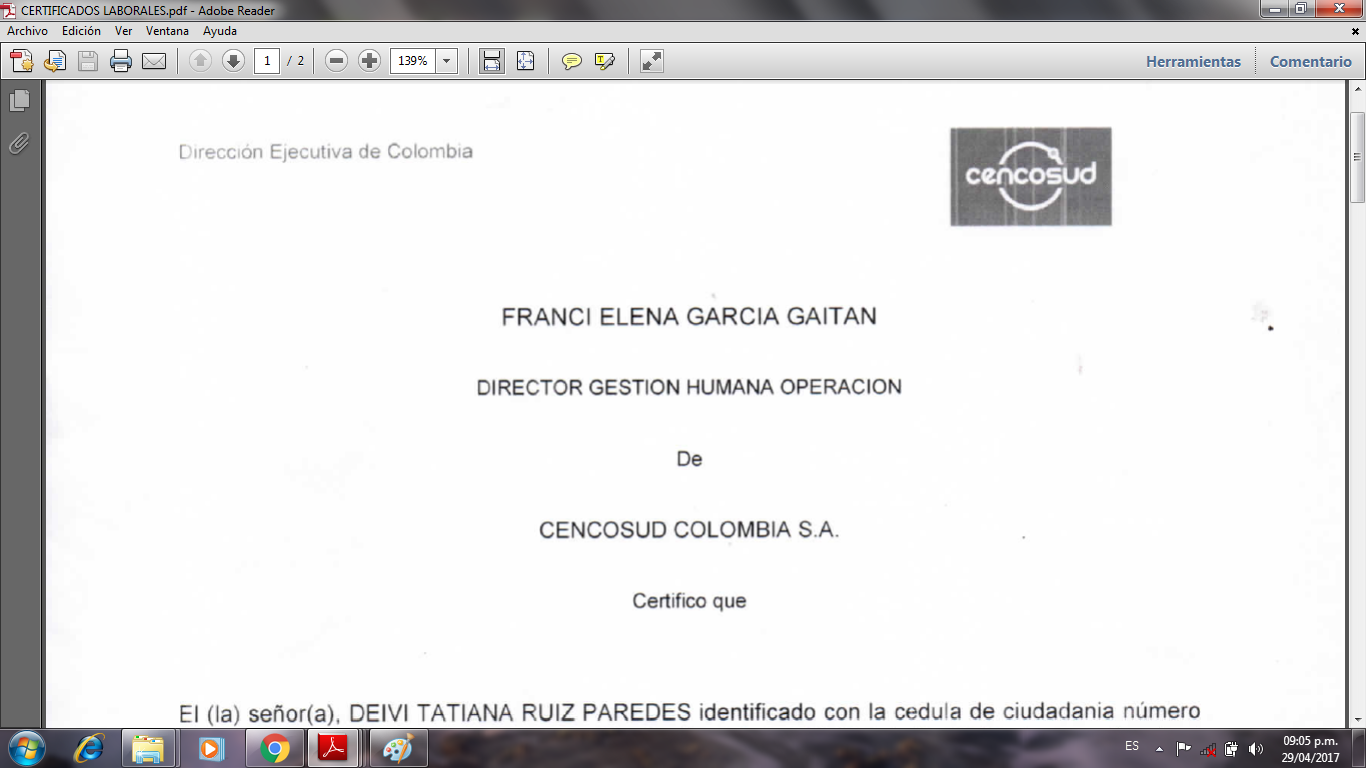 CERTIFICADOS LABORALES.pdf - Adobe Reader
Archivo Edición Ver Ventana Ayuda
1 / 2 139% Herramientas Comentario
Dirección Ejecutiva de Colombia
cencosud
FRANCI ELENA GARCIA GAITAN
DIRECTOR GESTION HUMANA OPERACION
De
CENCOSUD COLOMBIA S.A.
Certifico que
El (la) señor(a), DEIVI TATIANA RUIZ PAREDES identificado con la cedula de ciudadania número
ES 09:05 p.m.
29/04/2017